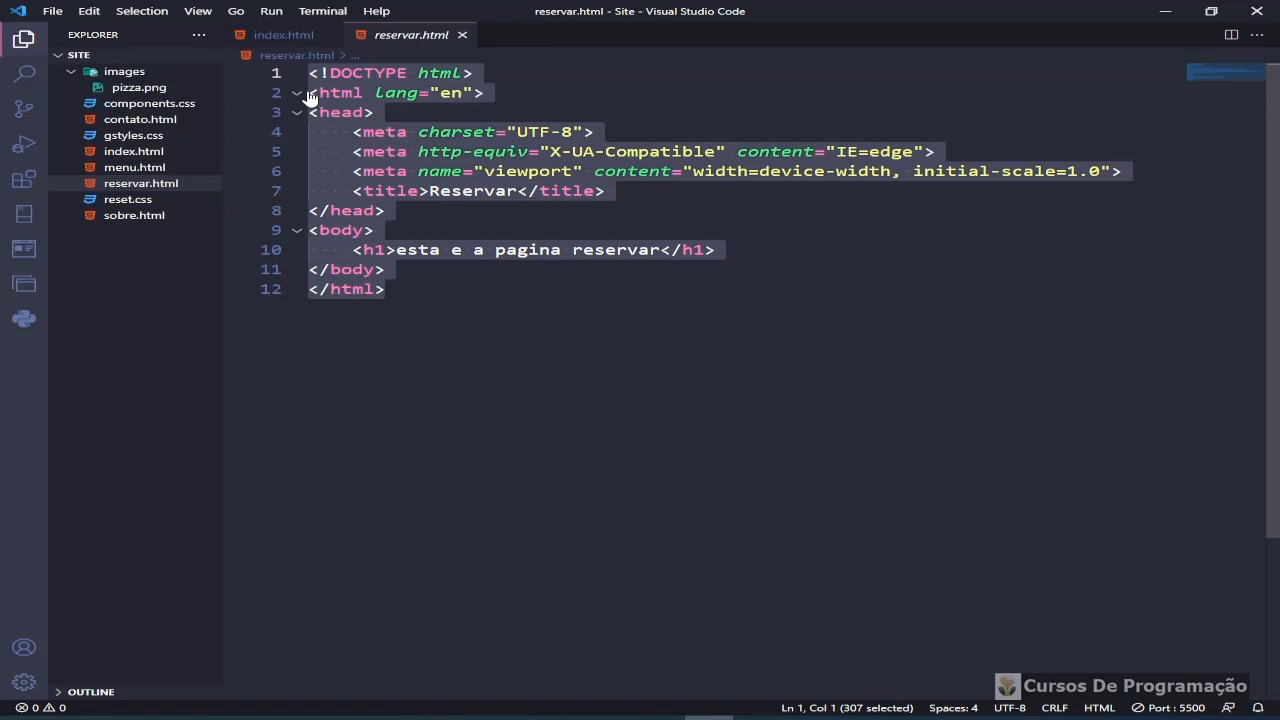 File Edit Selection View Go Run Terminal Help
reservar.html - Site - Visual Studio Code
EXPLORER
index.html
reservar.html
SITE
reservar.html > ...
images
pizza.png
components.css
contato.html
gstyles.css
index.html
menu.html
reservar.html
reset.css
sobre.html
1 <!DOCTYPE html>
2 <html lang="en">
3 <head>
4 <meta charset="UTF-8">
5 <meta http-equiv="X-UA-Compatible" content="IE=edge">
6 <meta name="viewport" content="width=device-width, initial-scale=1.0">
7 <title>Reservar</title>
8 </head>
9 <body>
10 <h1>esta e a pagina reservar</h1>
11 </body>
12 </html>
OUTLINE
Cursos De Programação
0 0
Ln 1, Col 1 (307 selected) Spaces: 4 UTF-8 CRLF HTML Port : 5500